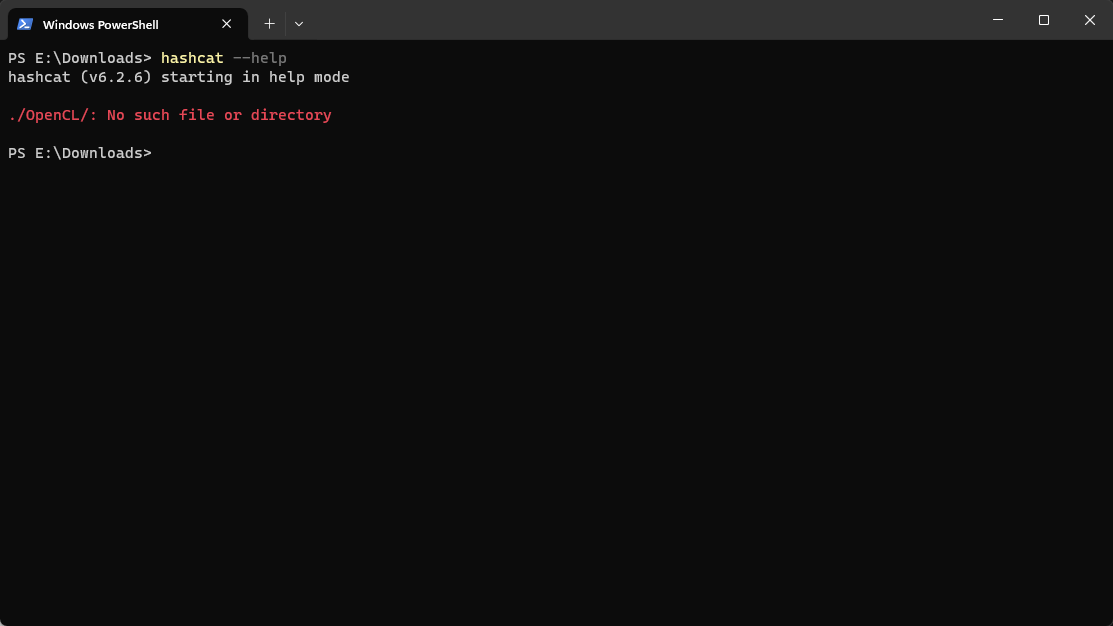 Windows PowerShell
PS E:\Downloads> hashcat --help
hashcat (v6.2.6) starting in help mode
./OpenCL/: No such file or directory
PS E:\Downloads>